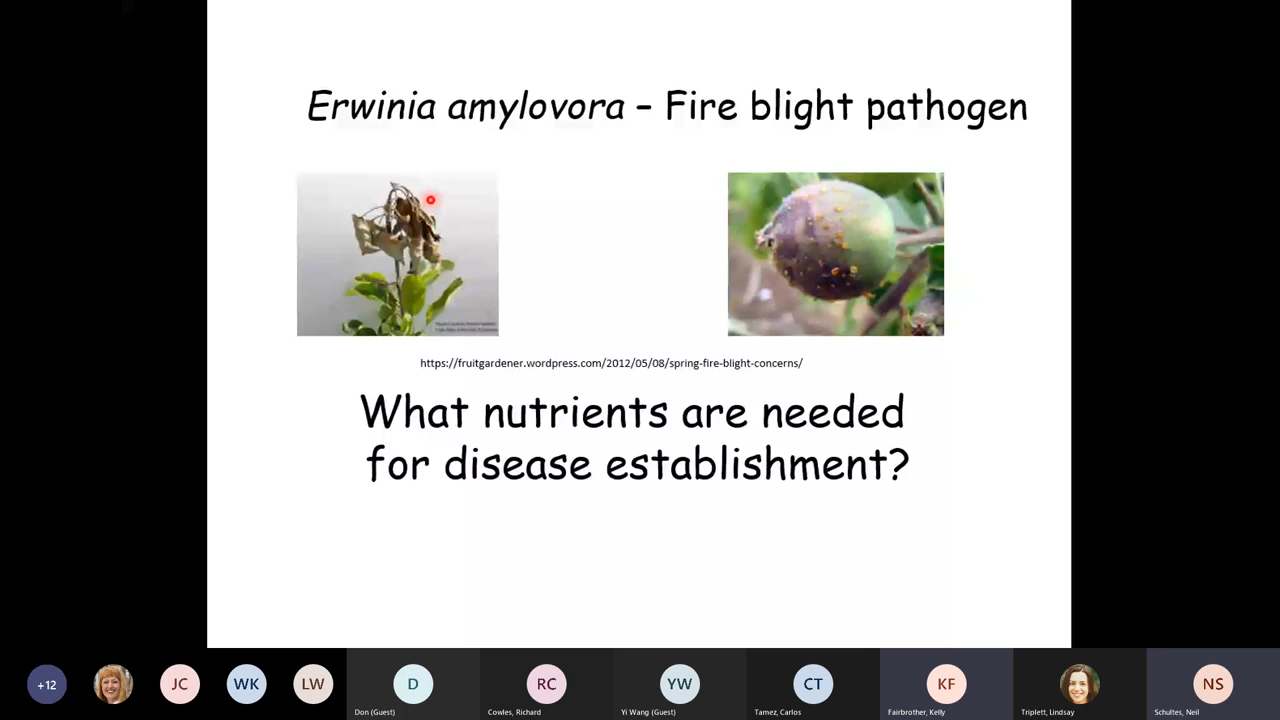 Erwinia amylovora – Fire blight pathogen
https://fruitgardener.wordpress.com/2012/05/08/spring-fire-blight-concerns/
What nutrients are needed
for disease establishment?
+12
JC
WK
LW
D
RC
YW
CT
KF
NS
Don (Guest)
Cowles, Richard
Yi Wang (Guest)
Tamez, Carlos
Fairbrother, Kelly
Triplett, Lindsay
Schultes, Neil